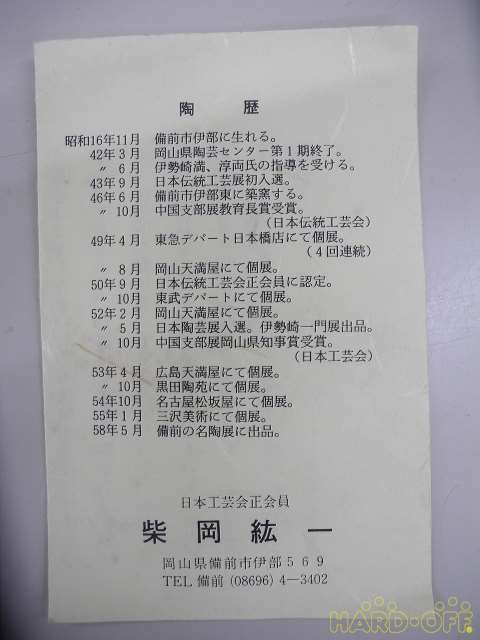 陶歴
昭和16年11月 備前市伊部に生れる。
42年3月 岡山県陶芸センター第1期終了。
〃 6月 伊勢崎満、淳両氏の指導を受ける。
43年9月 日本伝統工芸展初入選。
46年6月 備前市伊部東に築窯する。
〃 10月 中国支部展教育長賞受賞。
(日本伝統工芸会)
49年4月 東急デパート日本橋店にて個展。
(4回連続)
〃 8月 岡山天満屋にて個展。
50年9月 日本伝統工芸会正会員に認定。
〃 10月 東武デパートにて個展。
52年2月 岡山天満屋にて個展。
〃 5月 日本陶芸展入選。伊勢崎一門展出品。
〃 10月 中国支部展岡山県知事賞受賞。
(日本工芸会)
53年4月 広島天満屋にて個展。
〃 10月 黒田陶苑にて個展。
54年10月 名古屋松坂屋にて個展。
55年1月 三沢美術にて個展。
58年5月 備前の名陶展に出品。
日本工芸会正会員
柴岡紘一
岡山県備前市伊部569
TEL 備前 (08696) 4-3402
HARD-OFF